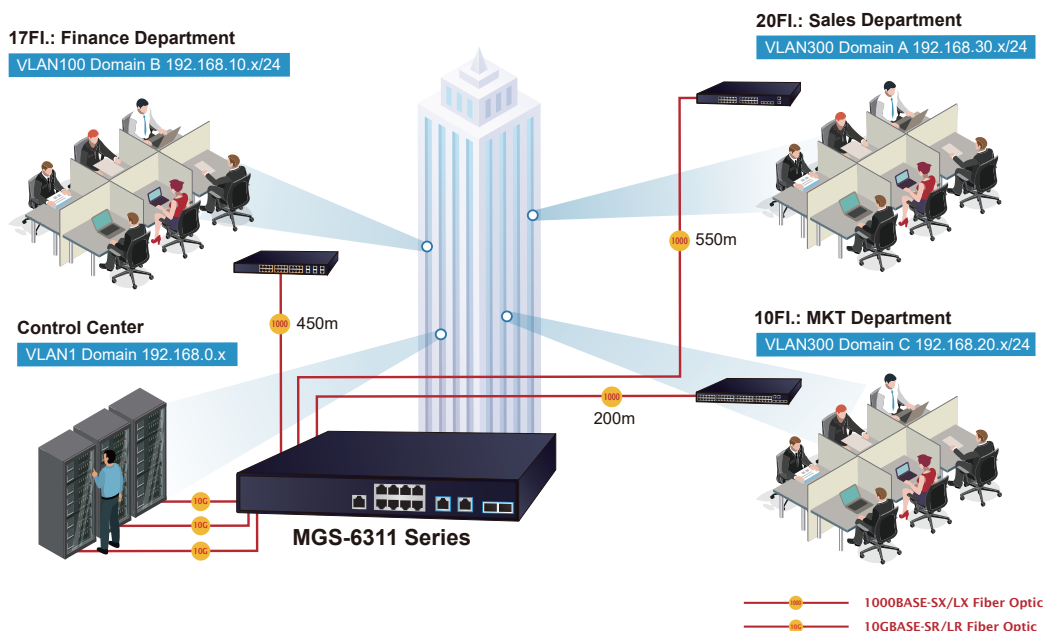 17Fl.: Finance Department
VLAN100 Domain B 192.168.10.x/24
20Fl.: Sales Department
VLAN300 Domain A 192.168.30.x/24
1000 550m
1000 450m
Control Center
VLAN1 Domain 192.168.0.x
10Fl.: MKT Department
VLAN300 Domain C 192.168.20.x/24
1000
200m
10G
10G
10G
MGS-6311 Series
1000 1000BASE-SX/LX Fiber Optic
10G 10GBASE-SR/LR Fiber Optic